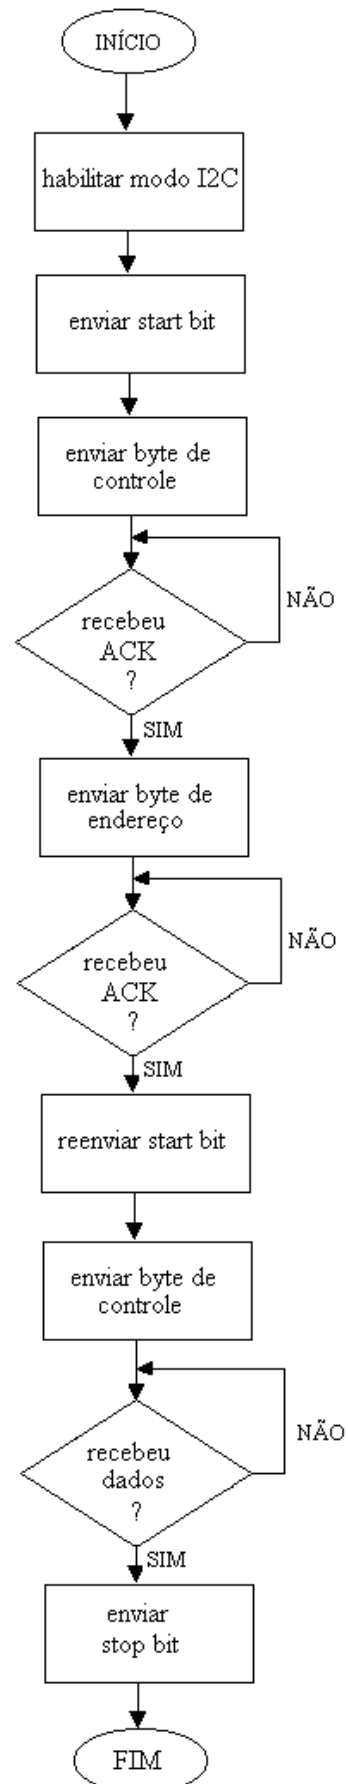 INÍCIO
habilitar modo I2C
enviar start bit
enviar byte de
controle
recebeu
ACK
?
NÃO
SIM
enviar byte de
endereço
recebeu
ACK
?
NÃO
SIM
reenviar start bit
enviar byte de
controle
recebeu
dados
?
NÃO
SIM
enviar
stop bit
FIM